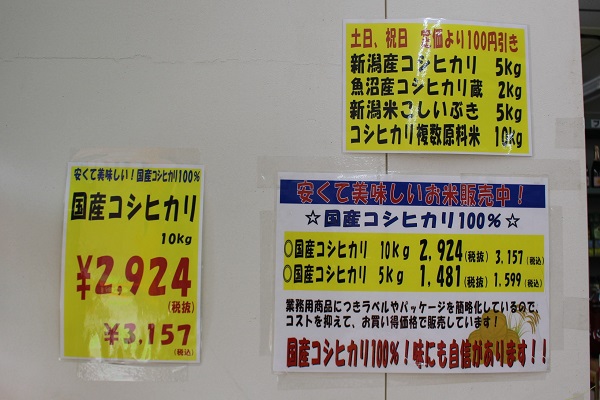 土日、祝日 定価より100円引き
新潟産コシヒカリ 5Kg
魚沼産コシヒカリ蔵 2kg
新潟米こしいぶき 5Kg
コシヒカリ複数原料米 10Kg
安くて美味しい!国産コシヒカリ100%
国産コシヒカリ
10Kg
¥2,924
(税抜)
¥3,157
(税込)
安くて美味しいお米販売中!
☆国産コシヒカリ100%☆
○国産コシヒカリ 10Kg 2,924(税抜) 3,157(税込)
○国産コシヒカリ 5Kg 1,481(税抜) 1,599(税込)
業務用商品につきラベルやパッケージを簡略化しているので、
コストを抑えて、お買い得価格で販売しています!
国産コシヒカリ100%!味にも自信があります!!